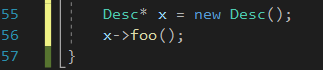 55 Desc* x = new Desc();
56 x->foo();
57 }